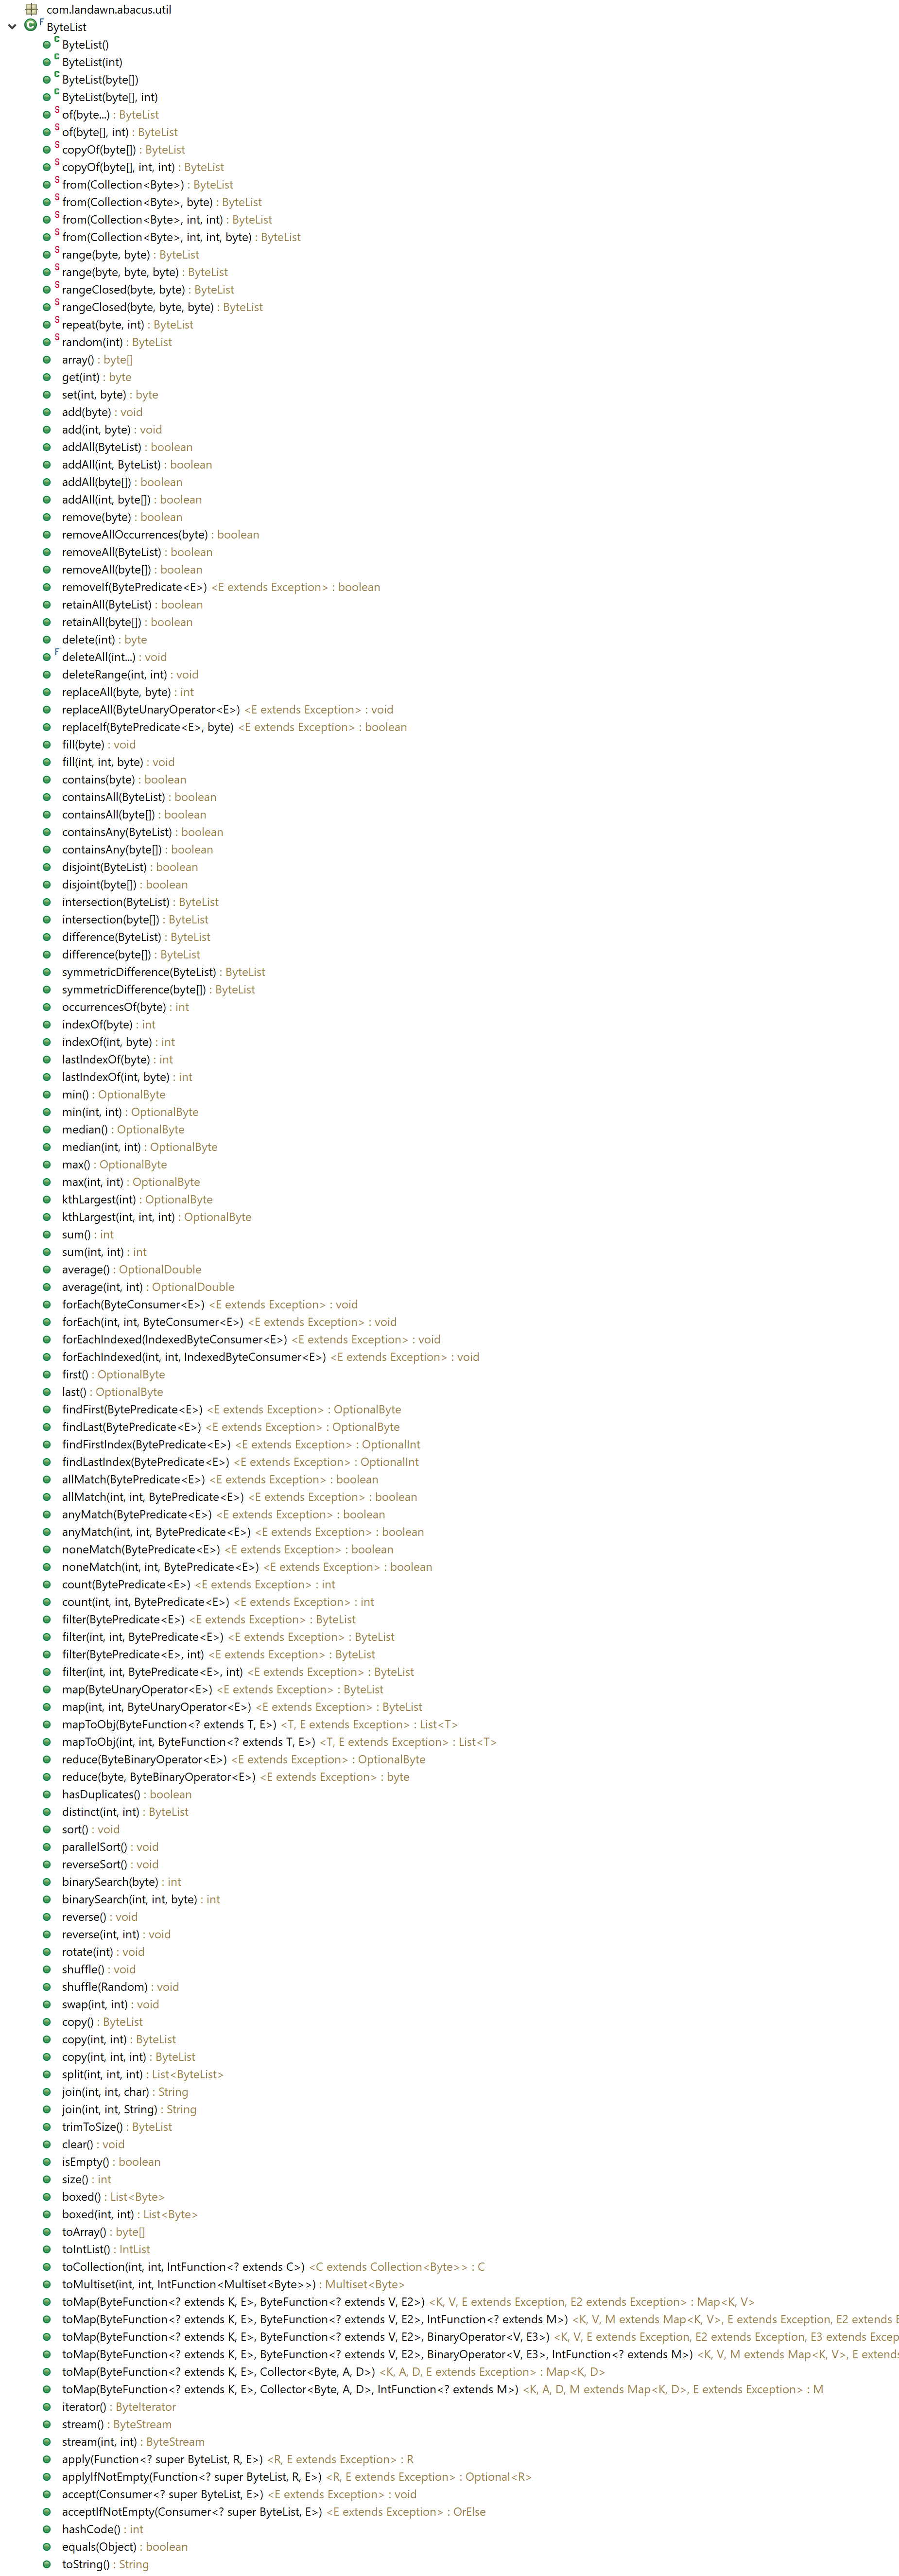 com.landawn.abacus.util
F ByteList
C ByteList()
C ByteList(int)
C ByteList(byte[])
C ByteList(byte[], int)
S of(byte...) : ByteList
S of(byte[], int) : ByteList
S copyOf(byte[]) : ByteList
S copyOf(byte[], int, int) : ByteList
S from(Collection<Byte>) : ByteList
S from(Collection<Byte>, byte) : ByteList
S from(Collection<Byte>, int, int) : ByteList
S from(Collection<Byte>, int, int, byte) : ByteList
S range(byte, byte) : ByteList
S range(byte, byte, byte) : ByteList
S rangeClosed(byte, byte) : ByteList
S rangeClosed(byte, byte, byte) : ByteList
S repeat(byte, int) : ByteList
S random(int) : ByteList
array() : byte[]
get(int) : byte
set(int, byte) : byte
add(byte) : void
add(int, byte) : void
addAll(ByteList) : boolean
addAll(int, ByteList) : boolean
addAll(byte[]) : boolean
addAll(int, byte[]) : boolean
remove(byte) : boolean
removeAllOccurrences(byte) : boolean
removeAll(ByteList) : boolean
removeAll(byte[]) : boolean
removeIf(BytePredicate<E>) <E extends Exception> : boolean
retainAll(ByteList) : boolean
retainAll(byte[]) : boolean
delete(int) : byte
F deleteAll(int...) : void
deleteRange(int, int) : void
replaceAll(byte, byte) : int
replaceAll(ByteUnaryOperator<E>) <E extends Exception> : void
replaceIf(BytePredicate<E>, byte) <E extends Exception> : boolean
fill(byte) : void
fill(int, int, byte) : void
contains(byte) : boolean
containsAll(ByteList) : boolean
containsAll(byte[]) : boolean
containsAny(ByteList) : boolean
containsAny(byte[]) : boolean
disjoint(ByteList) : boolean
disjoint(byte[]) : boolean
intersection(ByteList) : ByteList
intersection(byte[]) : ByteList
difference(ByteList) : ByteList
difference(byte[]) : ByteList
symmetricDifference(ByteList) : ByteList
symmetricDifference(byte[]) : ByteList
occurrencesOf(byte) : int
indexOf(byte) : int
indexOf(int, byte) : int
lastIndexOf(byte) : int
lastIndexOf(int, byte) : int
min() : OptionalByte
min(int, int) : OptionalByte
median() : OptionalByte
median(int, int) : OptionalByte
max() : OptionalByte
max(int, int) : OptionalByte
kthLargest(int) : OptionalByte
kthLargest(int, int, int) : OptionalByte
sum() : int
sum(int, int) : int
average() : OptionalDouble
average(int, int) : OptionalDouble
forEach(ByteConsumer<E>) <E extends Exception> : void
forEach(int, int, ByteConsumer<E>) <E extends Exception> : void
forEachIndexed(IndexedByteConsumer<E>) <E extends Exception> : void
forEachIndexed(int, int, IndexedByteConsumer<E>) <E extends Exception> : void
first() : OptionalByte
last() : OptionalByte
findFirst(BytePredicate<E>) <E extends Exception> : OptionalByte
findLast(BytePredicate<E>) <E extends Exception> : OptionalByte
findFirstIndex(BytePredicate<E>) <E extends Exception> : OptionalInt
findLastIndex(BytePredicate<E>) <E extends Exception> : OptionalInt
allMatch(BytePredicate<E>) <E extends Exception> : boolean
allMatch(int, int, BytePredicate<E>) <E extends Exception> : boolean
anyMatch(BytePredicate<E>) <E extends Exception> : boolean
anyMatch(int, int, BytePredicate<E>) <E extends Exception> : boolean
noneMatch(BytePredicate<E>) <E extends Exception> : boolean
noneMatch(int, int, BytePredicate<E>) <E extends Exception> : boolean
count(BytePredicate<E>) <E extends Exception> : int
count(int, int, BytePredicate<E>) <E extends Exception> : int
filter(BytePredicate<E>) <E extends Exception> : ByteList
filter(int, int, BytePredicate<E>) <E extends Exception> : ByteList
filter(BytePredicate<E>, int) <E extends Exception> : ByteList
filter(int, int, BytePredicate<E>, int) <E extends Exception> : ByteList
map(ByteUnaryOperator<E>) <E extends Exception> : ByteList
map(int, int, ByteUnaryOperator<E>) <E extends Exception> : ByteList
mapToObj(ByteFunction<? extends T, E>) <T, E extends Exception> : List<T>
mapToObj(int, int, ByteFunction<? extends T, E>) <T, E extends Exception> : List<T>
reduce(ByteBinaryOperator<E>) <E extends Exception> : OptionalByte
reduce(byte, ByteBinaryOperator<E>) <E extends Exception> : byte
hasDuplicates() : boolean
distinct(int, int) : ByteList
sort() : void
parallelSort() : void
reverseSort() : void
binarySearch(byte) : int
binarySearch(int, int, byte) : int
reverse() : void
reverse(int, int) : void
rotate(int) : void
shuffle() : void
shuffle(Random) : void
swap(int, int) : void
copy() : ByteList
copy(int, int) : ByteList
copy(int, int, int) : ByteList
split(int, int, int) : List<ByteList>
join(int, int, char) : String
join(int, int, String) : String
trimToSize() : ByteList
clear() : void
isEmpty() : boolean
size() : int
boxed() : List<Byte>
boxed(int, int) : List<Byte>
toArray() : byte[]
toIntList() : IntList
toCollection(int, int, IntFunction<? extends C>) <C extends Collection<Byte>> : C
toMultiset(int, int, IntFunction<Multiset<Byte>>) : Multiset<Byte>
toMap(ByteFunction<? extends K, E>, ByteFunction<? extends V, E2>) <K, V, E extends Exception, E2 extends Exception> : Map<K, V>
toMap(ByteFunction<? extends K, E>, ByteFunction<? extends V, E2>, IntFunction<? extends M>) <K, V, M extends Map<K, V>, E extends Exception, E2 extends E
toMap(ByteFunction<? extends K, E>, ByteFunction<? extends V, E2>, BinaryOperator<V, E3>) <K, V, E extends Exception, E2 extends Exception, E3 extends Excep
toMap(ByteFunction<? extends K, E>, ByteFunction<? extends V, E2>, BinaryOperator<V, E3>, IntFunction<? extends M>) <K, V, M extends Map<K, V>, E extends
toMap(ByteFunction<? extends K, E>, Collector<Byte, A, D>) <K, A, D, E extends Exception> : Map<K, D>
toMap(ByteFunction<? extends K, E>, Collector<Byte, A, D>, IntFunction<? extends M>) <K, A, D, M extends Map<K, D>, E extends Exception> : M
iterator() : ByteIterator
stream() : ByteStream
stream(int, int) : ByteStream
apply(Function<? super ByteList, R, E>) <R, E extends Exception> : R
applyIfNotEmpty(Function<? super ByteList, R, E>) <R, E extends Exception> : Optional<R>
accept(Consumer<? super ByteList, E>) <E extends Exception> : void
acceptIfNotEmpty(Consumer<? super ByteList, E>) <E extends Exception> : OrElse
hashCode() : int
equals(Object) : boolean
toString() : String